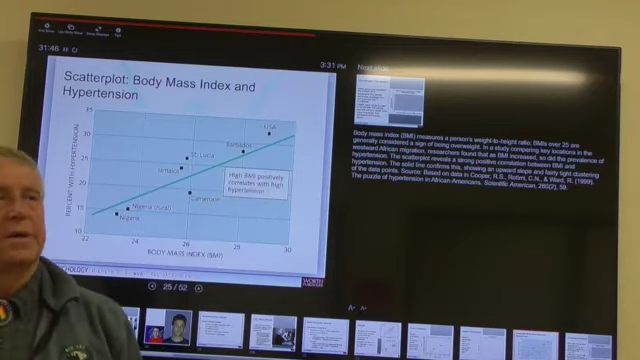 31:48
3:31 PM
Next slide
Scatterplot: Body Mass Index and
Hypertension
35
USA
30
Barbados
St. Lucia
25
Jamaica
High BMI positively
correlates with high
hypertension
20
Cameroon
Nigeria (rural)
15
Nigeria
10
22 24 26 28 30
PERCENT WITH HYPERTENSION
BODY MASS INDEX (BMI)
WORTH
25 / 52
Body mass index (BMI) measures a person's weight-to-height ratio; BMIs over 25 are
generally considered a sign of being overweight. In a study comparing key locations in the
westward African migration, researchers found that as BMI increased, so did the prevalence of
hypertension. The scatterplot reveals a strong positive correlation between BMI and
hypertension. The solid line confirms this, showing an upward slope and fairly tight clustering
of the data points. Source: Based on data in Cooper, R.S., Rotimi, C.N., & Ward, R. (1999).
The puzzle of hypertension in African Americans. Scientific American, 280(2), 59.
A A